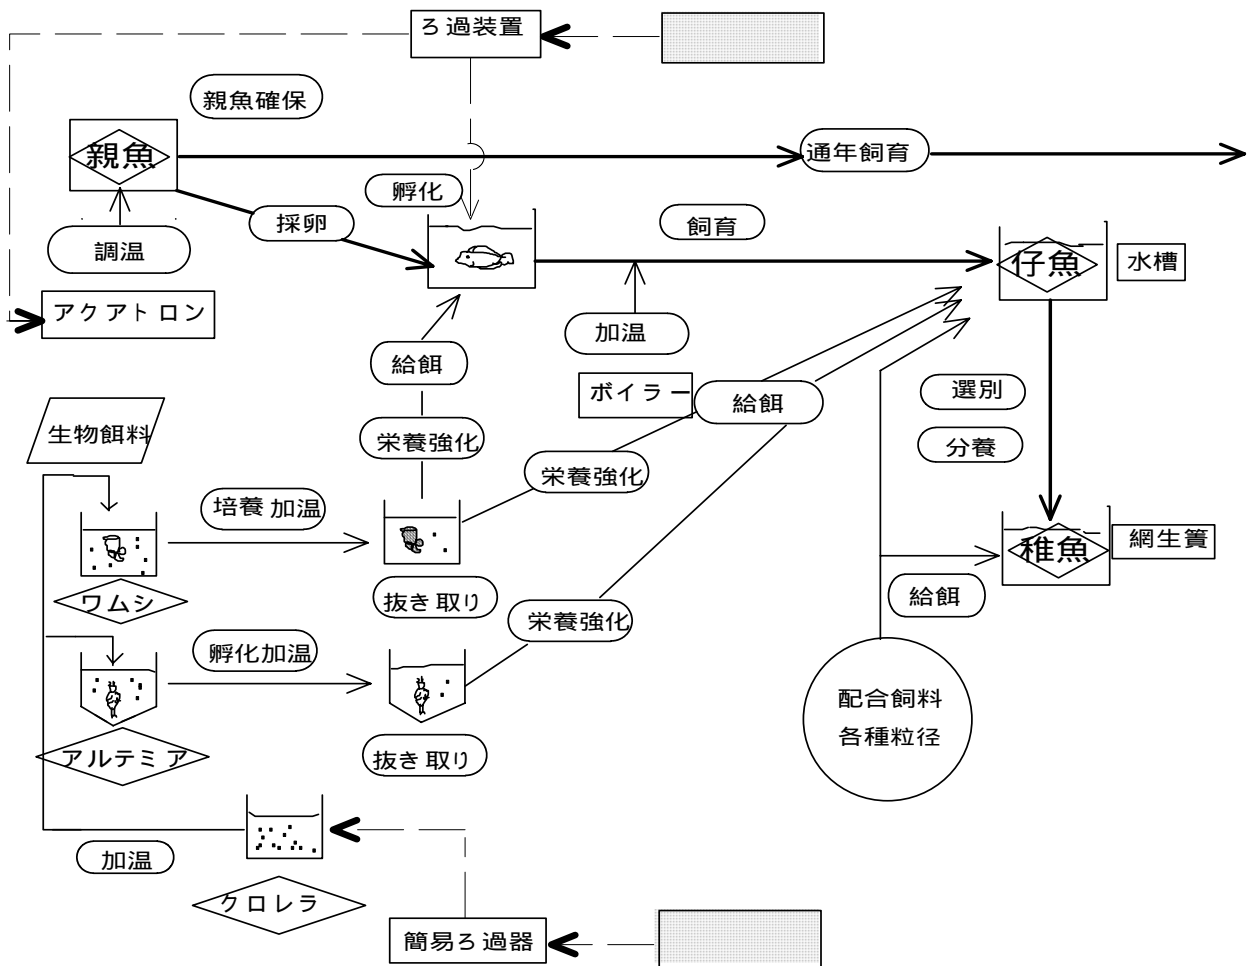 ろ過装置
親魚確保
親魚
通年飼育
孵化
採卵
飼育
調温
仔魚
水槽
アクアトロン
加温
給餌
ボイラー
給餌
選別
生物餌料
栄養強化
分養
栄養強化
培養加温
稚魚
網生簀
ワムシ
抜き取り
給餌
栄養強化
孵化加温
配合飼料
各種粒径
アルテミア
抜き取り
加温
クロレラ
簡易ろ過器